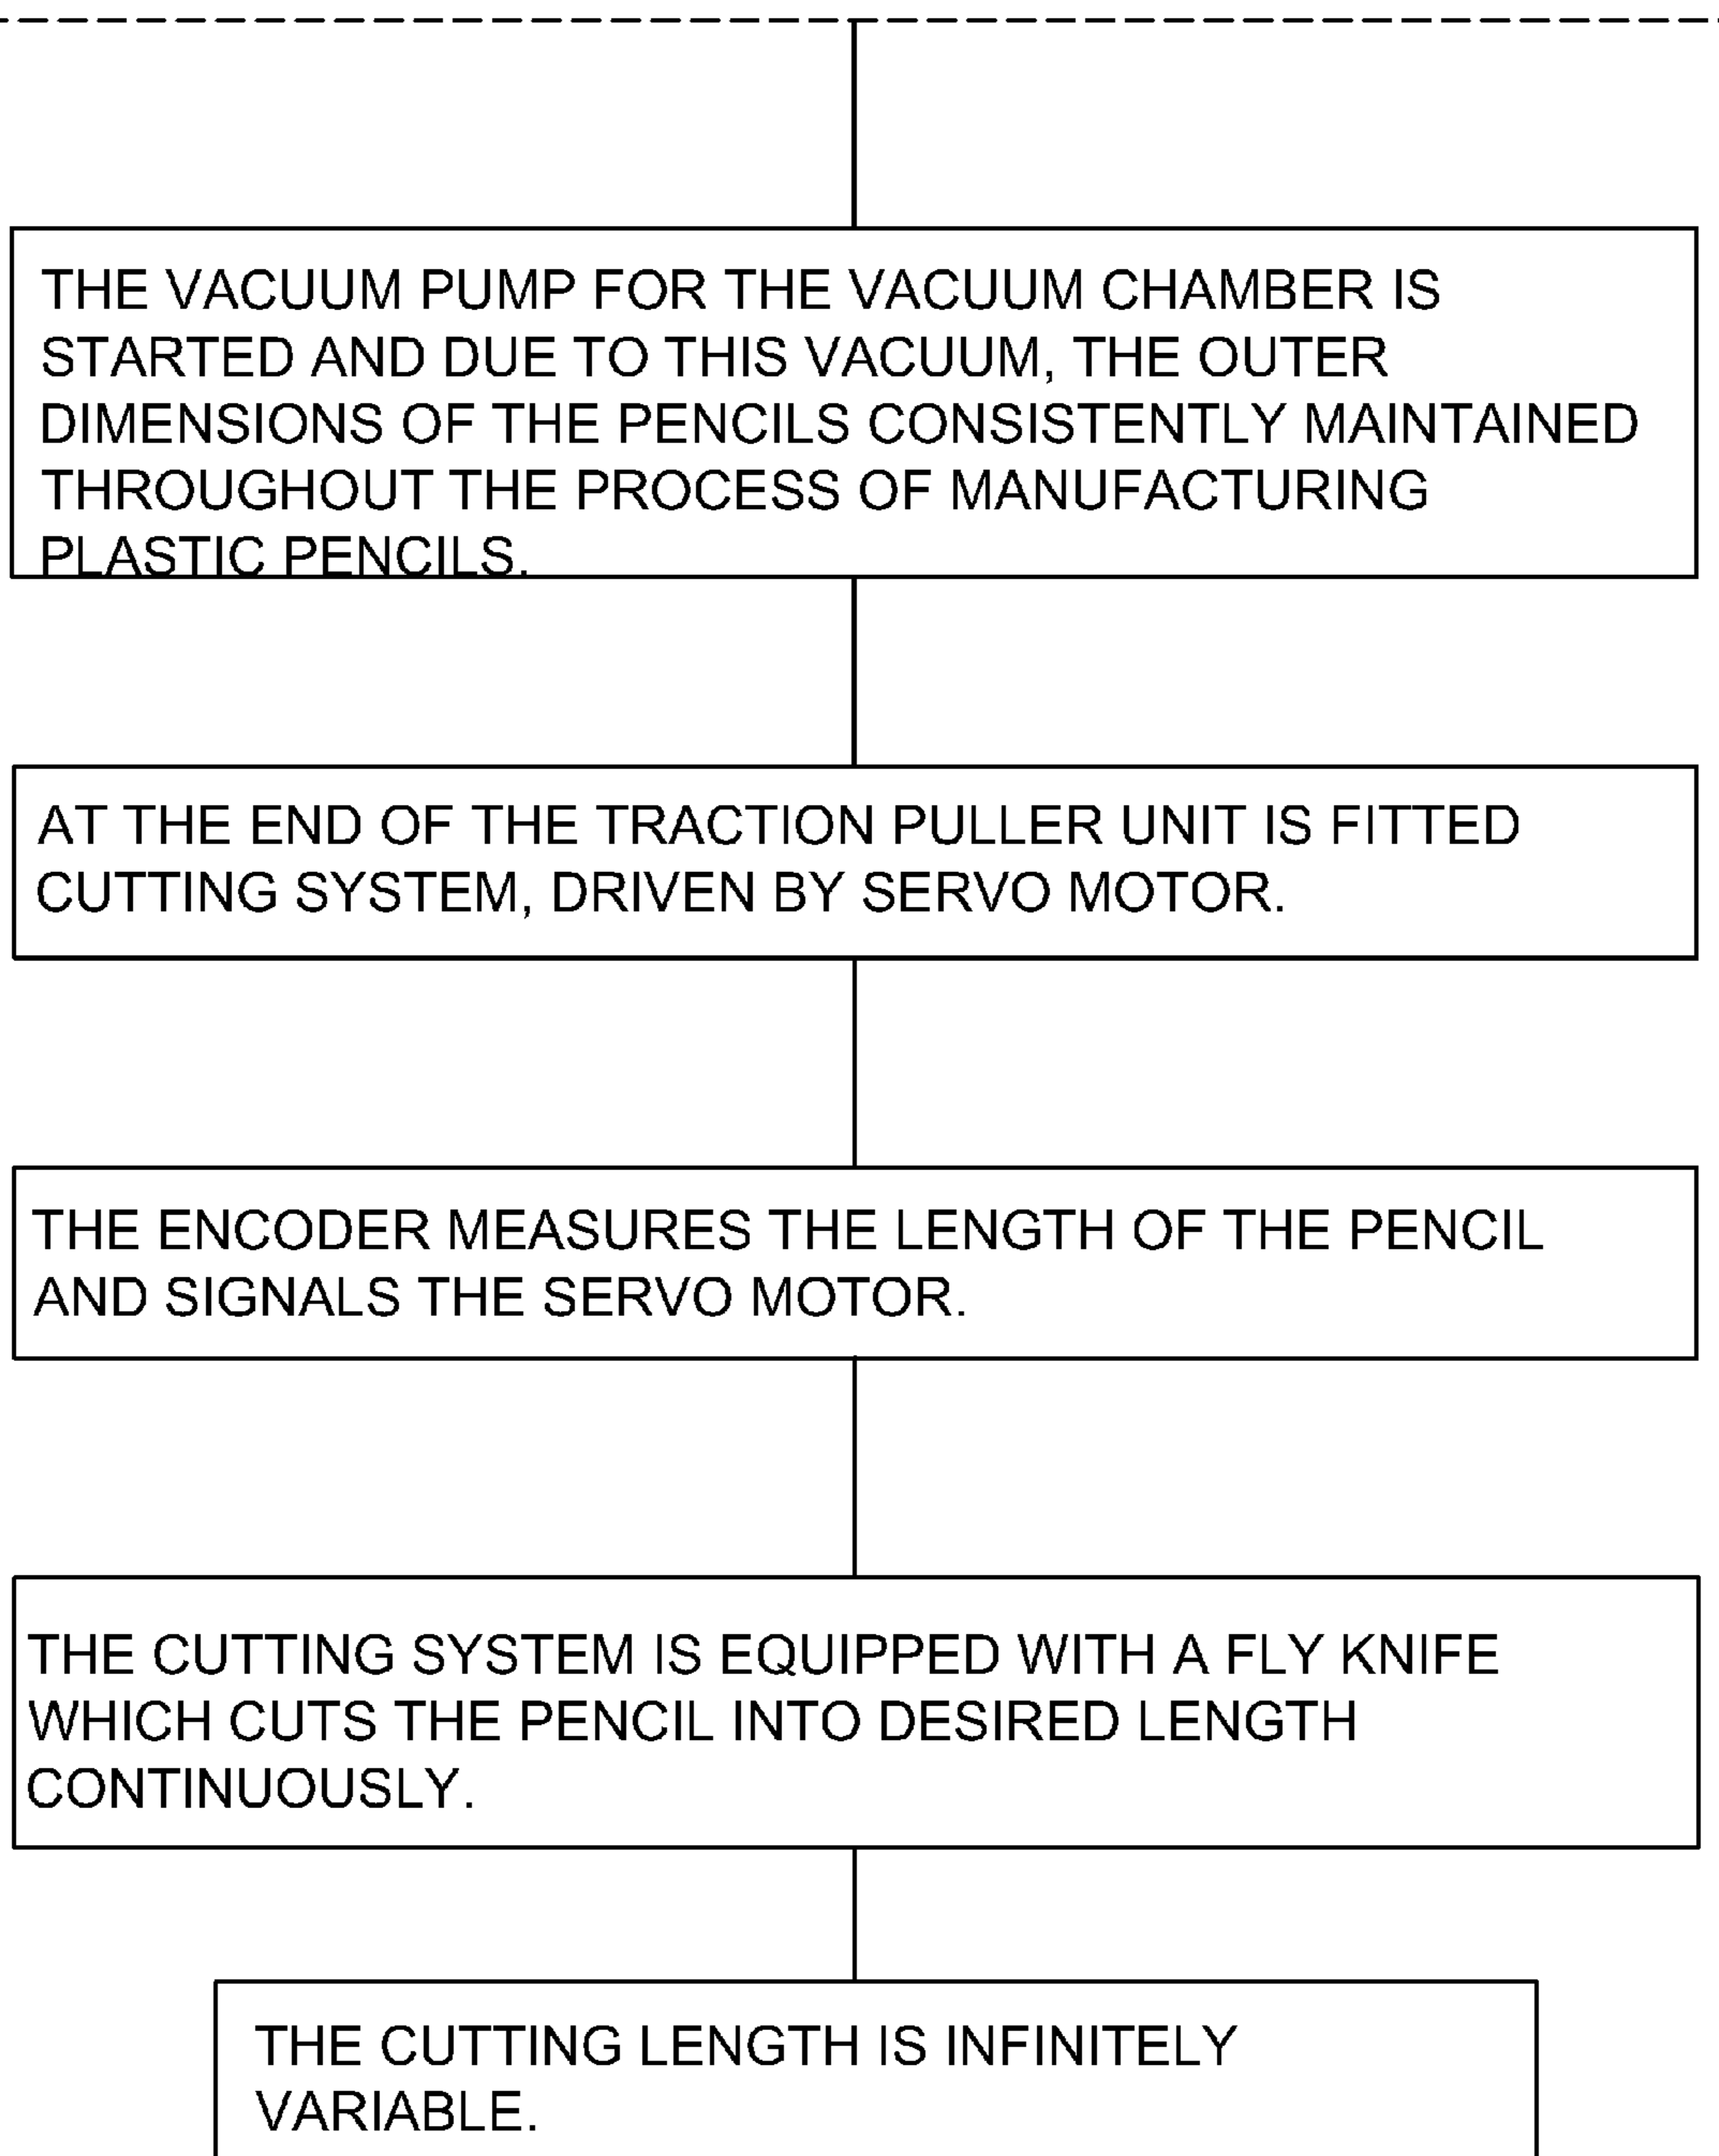 THE VACUUM PUMP FOR THE VACUUM CHAMBER IS
STARTED AND DUE TO THIS VACUUM, THE OUTER
DIMENSIONS OF THE PENCILS CONSISTENTLY MAINTAINED
THROUGHOUT THE PROCESS OF MANUFACTURING
PLASTIC PENCILS.
AT THE END OF THE TRACTION PULLER UNIT IS FITTED
CUTTING SYSTEM, DRIVEN BY SERVO MOTOR.
THE ENCODER MEASURES THE LENGTH OF THE PENCIL
AND SIGNALS THE SERVO MOTOR.
THE CUTTING SYSTEM IS EQUIPPED WITH A FLY KNIFE
WHICH CUTS THE PENCIL INTO DESIRED LENGTH
CONTINUOUSLY.
THE CUTTING LENGTH IS INFINITELY
VARIABLE.